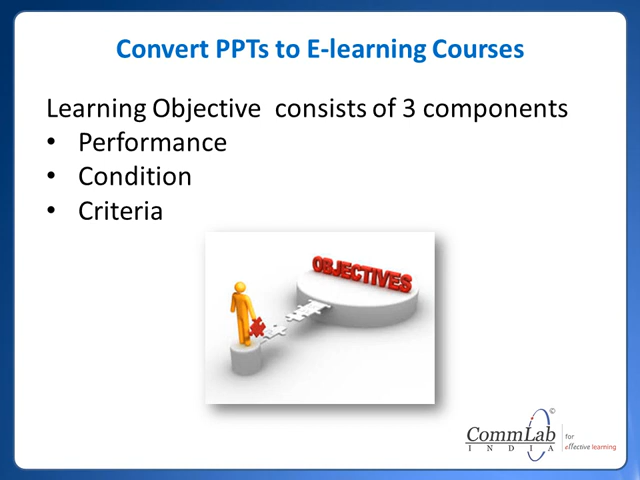 Convert PPTs to E-learning Courses
Learning Objective  consists of 3 components
• Performance
• Condition
• Criteria
OBJECTIVES
©
CommLab
INDIA
for
effective learning